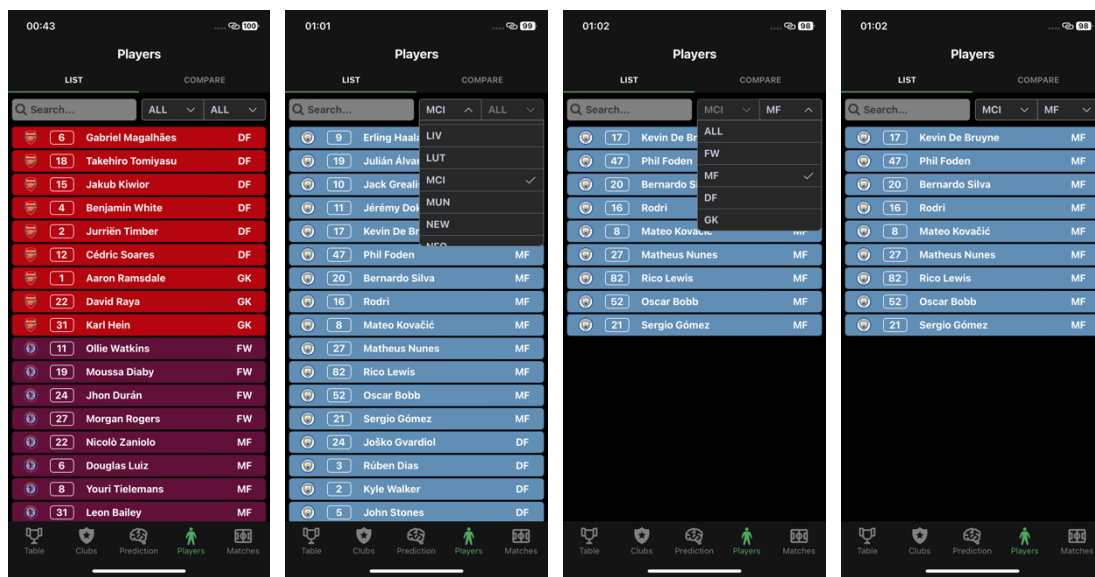 00:43
100
Players
LIST COMPARE
Search... ALL ALL
6 Gabriel Magalhães DF
18 Takehiro Tomiyasu DF
15 Jakub Kiwior DF
4 Benjamin White DF
2 Jurriën Timber DF
12 Cédric Soares DF
1 Aaron Ramsdale GK
22 David Raya GK
31 Karl Hein GK
11 Ollie Watkins FW
19 Moussa Diaby FW
24 Jhon Durán FW
27 Morgan Rogers FW
22 Nicolò Zaniolo MF
6 Douglas Luiz MF
8 Youri Tielemans MF
31 Leon Bailey MF
Table Clubs Prediction Players Matches
01:01
99
Players
LIST COMPARE
Search... MCI ALL
LIV
LUT
MCI
MUN
NEW
9 Erling Haala
19 Julián Álvar
10 Jack Greali
11 Jérémy Dok
17 Kevin De Br
47 Phil Foden MF
20 Bernardo Silva MF
16 Rodri MF
8 Mateo Kovačić MF
27 Matheus Nunes MF
82 Rico Lewis MF
52 Oscar Bobb MF
21 Sergio Gómez MF
24 Joško Gvardiol DF
3 Rúben Dias DF
2 Kyle Walker DF
5 John Stones DF
Table Clubs Prediction Players Matches
01:02
98
Players
LIST COMPARE
Search... MCI MF
ALL
FW
MF
DF
GK
17 Kevin De Br
47 Phil Foden
20 Bernardo S
16 Rodri
8 Mateo Kovačić MF
27 Matheus Nunes MF
82 Rico Lewis MF
52 Oscar Bobb MF
21 Sergio Gómez MF
Table Clubs Prediction Players Matches
01:02
98
Players
LIST COMPARE
Search... MCI MF
17 Kevin De Bruyne MF
47 Phil Foden MF
20 Bernardo Silva MF
16 Rodri MF
8 Mateo Kovačić MF
27 Matheus Nunes MF
82 Rico Lewis MF
52 Oscar Bobb MF
21 Sergio Gómez MF
Table Clubs Prediction Players Matches